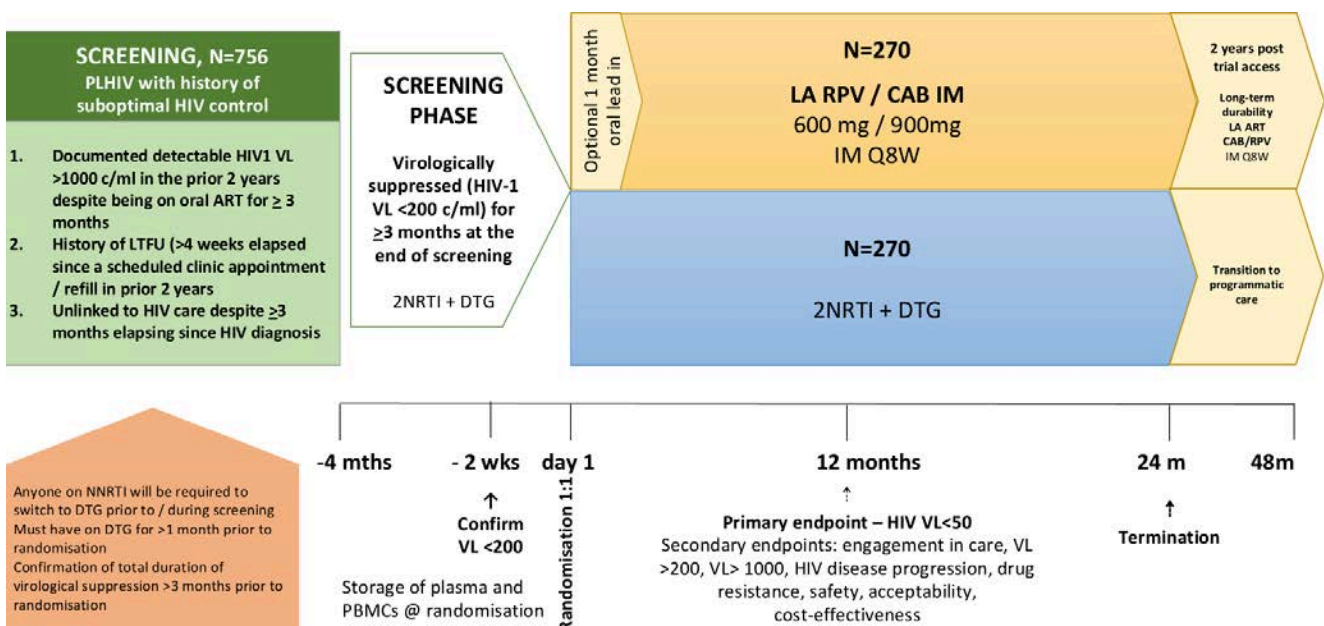 SCREENING, N=756
PLHIV with history of
suboptimal HIV control
1. Documented detectable HIV1 VL
>1000 c/ml in the prior 2 years
despite being on oral ART for ≥ 3
months
2. History of LTFU (>4 weeks elapsed
since a scheduled clinic appointment
/ refill in prior 2 years
3. Unlinked to HIV care despite ≥3
months elapsing since HIV diagnosis
SCREENING
PHASE
Virologically
suppressed (HIV-1
VL <200 c/ml) for
≥3 months at the
end of screening
2NRTI + DTG
Optional 1 month
oral lead in
N=270
LA RPV / CAB IM
600 mg / 900mg
IM Q8W
2 years post
trial access
Long-term
durability
LA ART
CAB/RPV
IM Q8W
N=270
2NRTI + DTG
Transition to
programmatic
care
-4 mths
- 2 wks
day 1
12 months
24 m
48m
Anyone on NNRTI will be required to
switch to DTG prior to / during screening
Must have on DTG for >1 month prior to
randomisation
Confirmation of total duration of
virological suppression >3 months prior to
randomisation
Confirm
VL <200
Storage of plasma and
PBMCs @ randomisation
Randomisation 1:1
Primary endpoint – HIV VL<50
Secondary endpoints: engagement in care, VL
>200, VL> 1000, HIV disease progression, drug
resistance, safety, acceptability,
cost-effectiveness
Termination